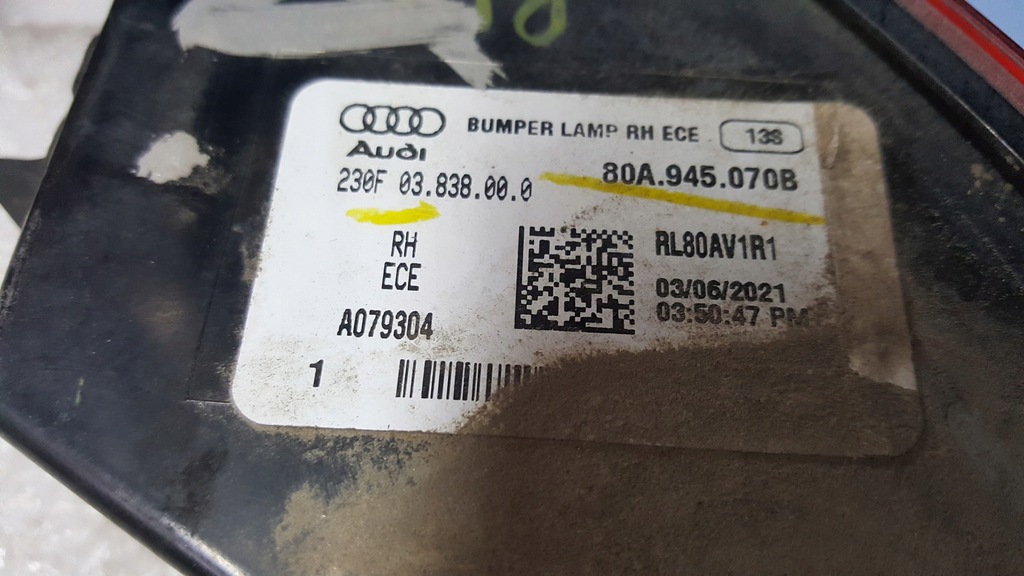 BUMPER LAMP RH ECE 13S
Audi
80A.945.070B
230F 03.838.00.0
RH
ECE
RL80AV1R1
03/06/2021
03:50:47 PM
A079304
1